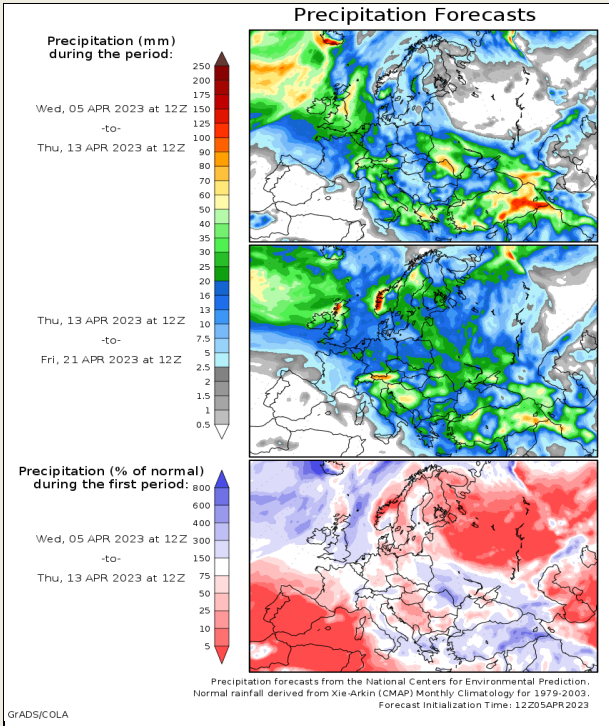 Precipitation Forecasts
Precipitation (mm)
during the period:
250
200
175
150
125
100
90
80
70
60
50
40
35
30
25
20
16
13
10
7.5
5
2.5
2
1.5
1
0.5
Wed, 05 APR 2023 at 12Z
-to-
Thu, 13 APR 2023 at 12Z
Thu, 13 APR 2023 at 12Z
-to-
Fri, 21 APR 2023 at 12Z
Precipitation (% of normal)
during the first period:
800
600
400
300
150
75
50
25
10
5
Wed, 05 APR 2023 at 12Z
-to-
Thu, 13 APR 2023 at 12Z
Precipitation forecasts from the National Centers for Environmental Prediction.
Normal rainfall derived from Xie-Arkin (CMAP) Monthly Climatology for 1979-2003.
Forecast Initialization Time: 12Z05APR2023
GrADS/COLA